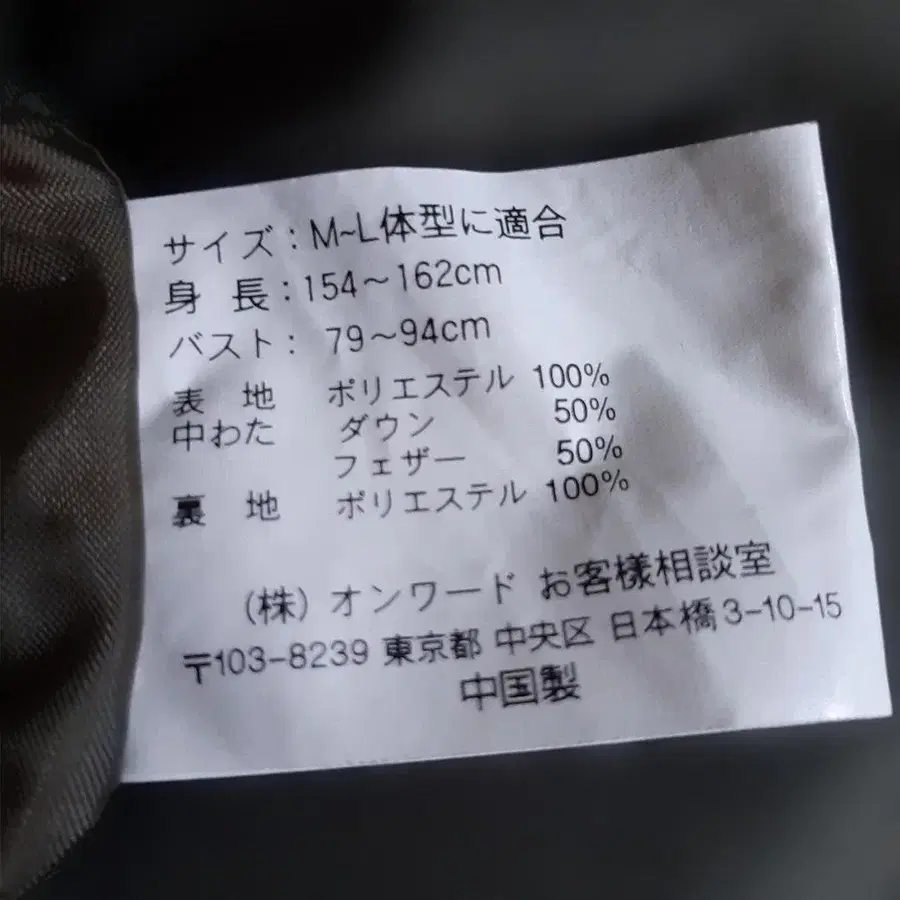 サイズ：M~L体型に適合
身 長：154～162cm
バスト： 79～94cm
表 地 ポリエステル 100%
中わた ダウン 50%
フェザー 50%
裏 地 ポリエステル 100%
（株）オンワード お客様相談室
〒103-8239 東京都 中央区 日本橋3-10-15
中国製